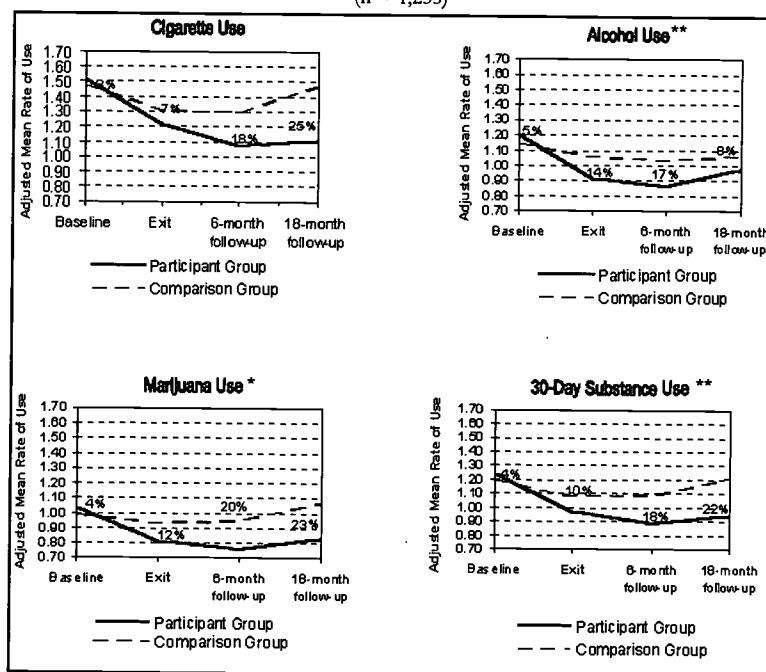 Cigarette Use
Adjusted Mean Rate of Use
1.70
1.60
1.50
1.40
1.30
1.20
1.10
1.00
0.90
0.80
0.70
7%
18%
25%
Baseline Exit 6-month follow-up 18-month follow-up
Participant Group
Comparison Group
Alcohol Use**
Adjusted Mean Rate of Use
1.70
1.60
1.50
1.40
1.30
1.20
1.10
1.00
0.90
0.80
0.70
5%
14%
17%
8%
Baseline Exit 6-month follow-up 18-month follow-up
Participant Group
Comparison Group
Marijuana Use *
Adjusted Mean Rate of Use
1.70
1.60
1.50
1.40
1.30
1.20
1.10
1.00
0.90
0.80
0.70
4%
12%
20%
23%
Baseline Exit 6-month follow-up 18-month follow-up
Participant Group
Comparison Group
30-Day Substance Use **
Adjusted Mean Rate of Use
1.70
1.60
1.50
1.40
1.30
1.20
1.10
1.00
0.90
0.80
0.70
4%
10%
18%
22%
Baseline Exit 6-month follow-up 18-month follow-up
Participant Group
Comparison Group